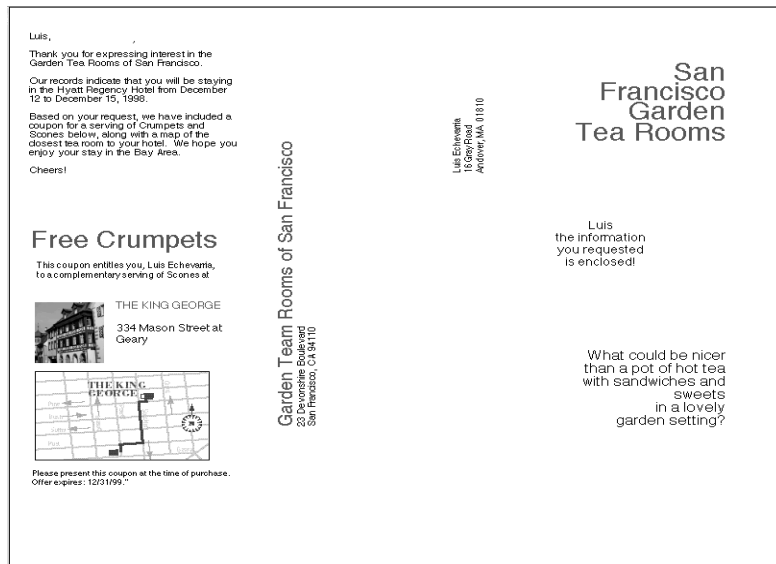 Luis, ,
Thank you for expressing interest in the
Garden Tea Rooms of San Francisco.
Our records indicate that you will be staying
in the Hyatt Regency Hotel from December
12 to December 15, 1998.
Based on your request, we have included a
coupon for a serving of Crumpets and
Scones below, along with a map of the
closest tea room to your hotel. We hope you
enjoy your stay in the Bay Area.
Cheers!
Free Crumpets
This coupon entitles you, Luis Echevarria,
to a complementary serving of Scones at
THE KING GEORGE
334 Mason Street at
Geary
THE KING
GEORGE
Please present this coupon at the time of purchase.
Offer expires: 12/31/99."
Garden Team Rooms of San Francisco
23 Devonshire Boulevard
San Francisco, CA 94110
Luis Echevarria
16 Gray Road
Andover, MA 01810
San
Francisco
Garden
Tea Rooms
Luis
the information
you requested
is enclosed!
What could be nicer
than a pot of hot tea
with sandwiches and
sweets
in a lovely
garden setting?